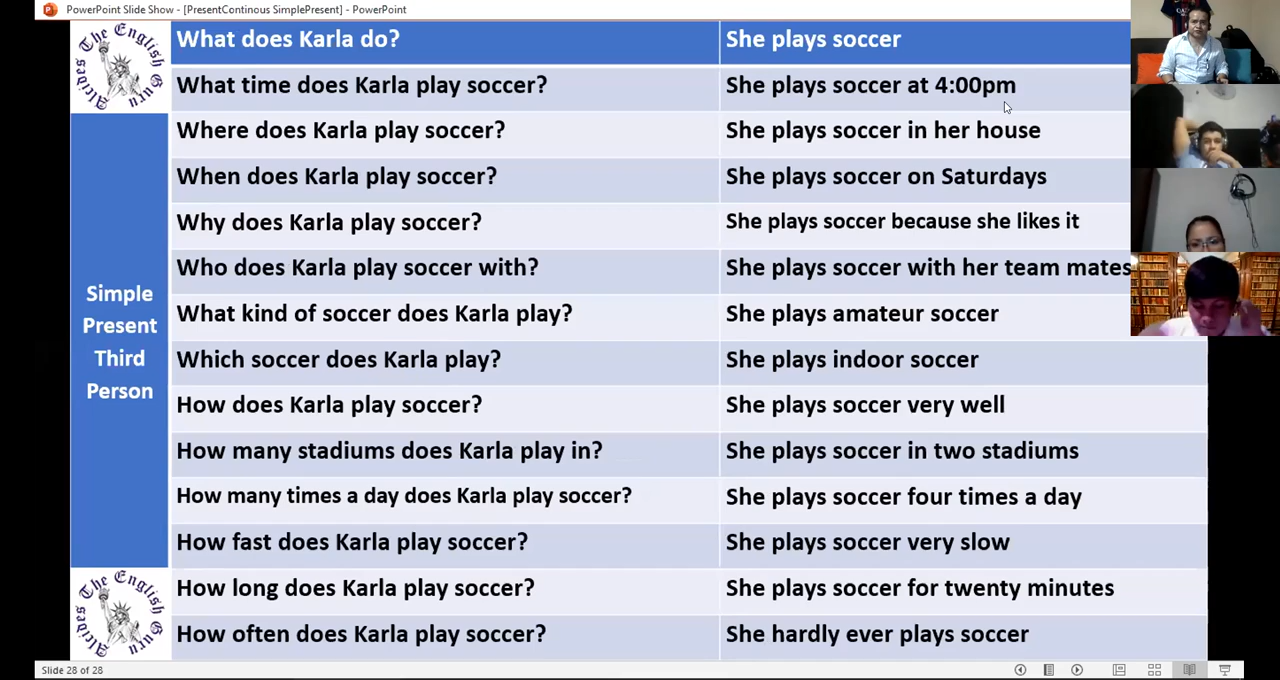 PowerPoint Slide Show - [PresentContinous SimplePresent] - PowerPoint
The English Guru Alcides
What does Karla do? She plays soccer
What time does Karla play soccer? She plays soccer at 4:00pm
Where does Karla play soccer? She plays soccer in her house
When does Karla play soccer? She plays soccer on Saturdays
Why does Karla play soccer? She plays soccer because she likes it
Who does Karla play soccer with? She plays soccer with her team mates
What kind of soccer does Karla play? She plays amateur soccer
Which soccer does Karla play? She plays indoor soccer
How does Karla play soccer? She plays soccer very well
How many stadiums does Karla play in? She plays soccer in two stadiums
How many times a day does Karla play soccer? She plays soccer four times a day
How fast does Karla play soccer? She plays soccer very slow
How long does Karla play soccer? She plays soccer for twenty minutes
How often does Karla play soccer? She hardly ever plays soccer
Simple
Present
Third
Person
The English Guru Alcides
Slide 28 of 28